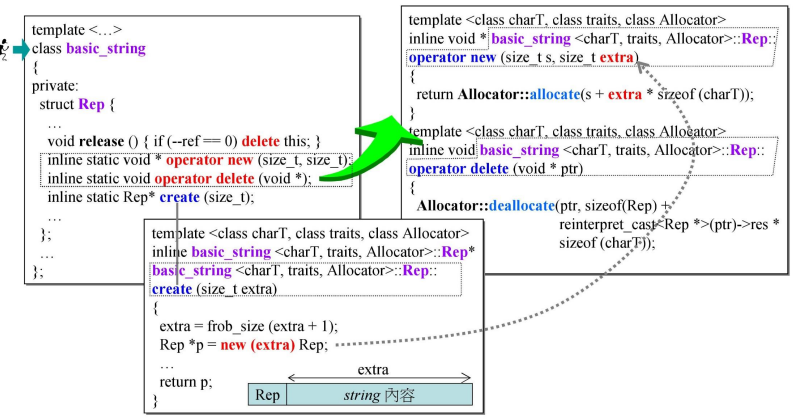 template <…>
class basic_string
{
private:
struct Rep {
…
void release () { if (--ref == 0) delete this; }
inline static void * operator new (size_t, size_t);
inline static void operator delete (void *);
inline static Rep* create (size_t);
…
};
…
};
template <class charT, class traits, class Allocator>
inline basic_string <charT, traits, Allocator>::Rep*
basic_string <charT, traits, Allocator>::Rep::
create (size_t extra)
{
extra = frob_size (extra + 1);
Rep *p = new (extra) Rep;
…
return p;
}
extra
Rep
string 內容
template <class charT, class traits, class Allocator>
inline void * basic_string <charT, traits, Allocator>::Rep::
operator new (size_t s, size_t extra)
{
return Allocator::allocate(s + extra * sizeof (charT));
}
template <class charT, class traits, class Allocator>
inline void basic_string <charT, traits, Allocator>::Rep::
operator delete (void * ptr)
{
Allocator::deallocate(ptr, sizeof(Rep) +
reinterpret_cast<Rep *>(ptr)->res *
sizeof (charT));
}